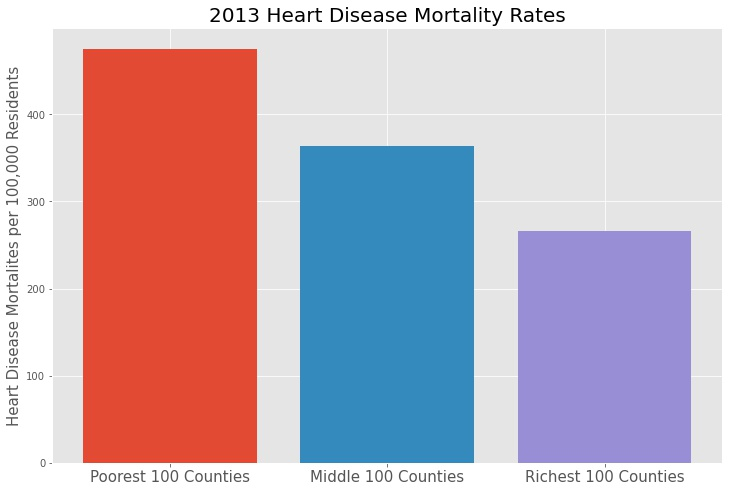 2013 Heart Disease Mortality Rates
Heart Disease Mortalites per 100,000 Residents
400
300
200
100
0
Poorest 100 Counties
Middle 100 Counties
Richest 100 Counties